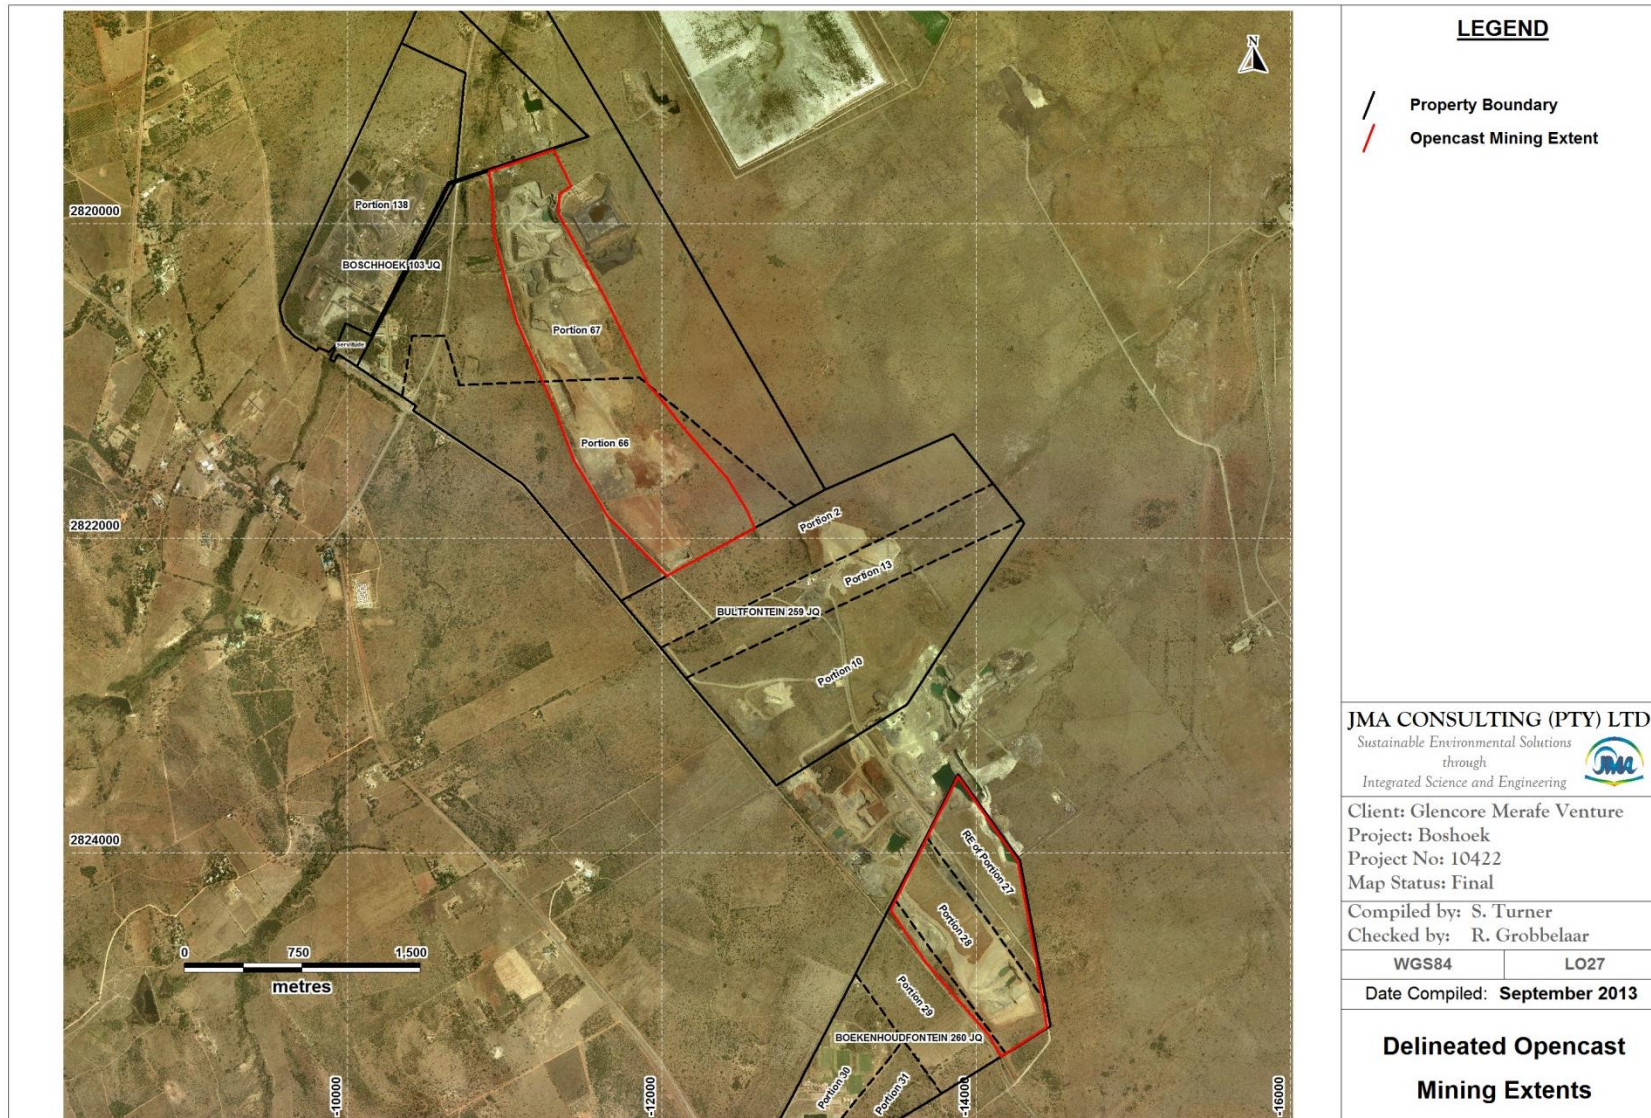 N
2820000
2822000
2824000
Portion 138
BOSCHHOEK 103 JQ
servitude
Portion 67
Portion 66
Portion 2
Portion 13
BULTFONTEIN 259 JQ
Portion 10
RE of Portion 27
Portion 28
Portion 29
BOEKENHOUDFONTEIN 260 JQ
Portion 30
Portion 31
0 750 1,500
metres
-10000
-12000
-14000
-16000
LEGEND
Property Boundary
Opencast Mining Extent
JMA CONSULTING (PTY) LTD
Sustainable Environmental Solutions
through
Integrated Science and Engineering
JMA
Client: Glencore Merafe Venture
Project: Boshoek
Project No: 10422
Map Status: Final
Compiled by: S. Turner
Checked by: R. Grobbelaar
WGS84 LO27
Date Compiled: September 2013
Delineated Opencast
Mining Extents